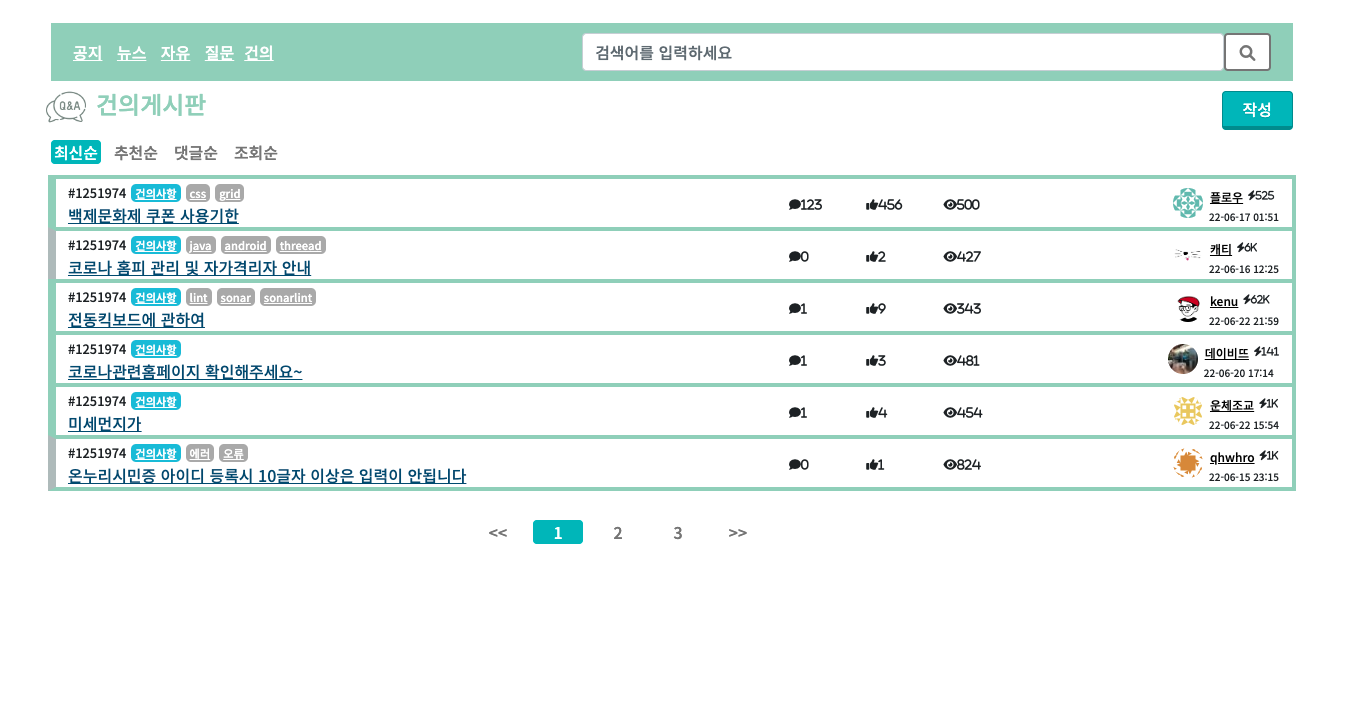 공지 뉴스 자유 질문 건의 검색어를 입력하세요
Q&A 건의게시판 작성
최신순 추천순 댓글순 조회순
#1251974 건의사항 css grid
백제문화제 쿠폰 사용기한
123 456 500
플로우 525
22-06-17 01:51
#1251974 건의사항 java android threead
코로나 홈피 관리 및 자가격리자 안내
0 2 427
캐티 6K
22-06-16 12:25
#1251974 건의사항 lint sonar sonarlint
전동킥보드에 관하여
1 9 343
kenu 62K
22-06-22 21:59
#1251974 건의사항
코로나관련홈페이지 확인해주세요~
1 3 481
데이비뜨 141
22-06-20 17:14
#1251974 건의사항
미세먼지가
1 4 454
운체조교 1K
22-06-22 15:54
#1251974 건의사항 에러 오류
온누리시민증 아이디 등록시 10글자 이상은 입력이 안됩니다
0 1 824
qhwhro 1K
22-06-15 23:15
<< 1 2 3 >>